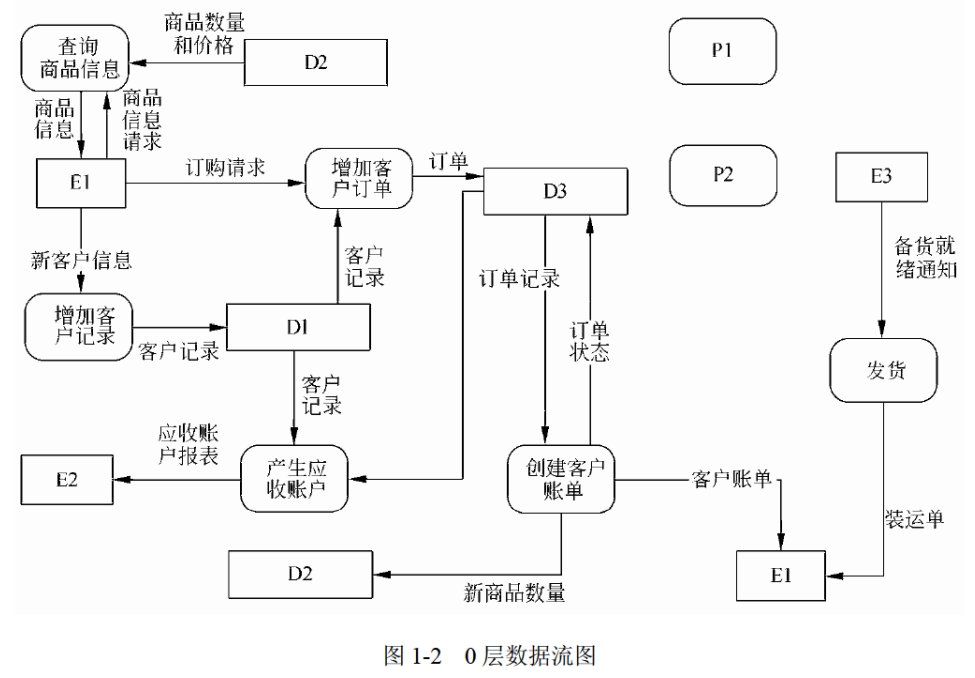 商品数量
和价格
查询
商品信息
D2
P1
商品
信息
商品
信息
请求
E1
订购请求
增加客
户订单
订单
D3
P2
E3
新客户信息
客户
记录
订单记录
备货就
绪通知
增加客
户记录
客户记录
D1
订单
状态
发货
客户
记录
应收账
户报表
E2
产生应
收账户
创建客户
账单
客户账单
装运单
D2
新商品数量
E1
图 1-2 0 层数据流图